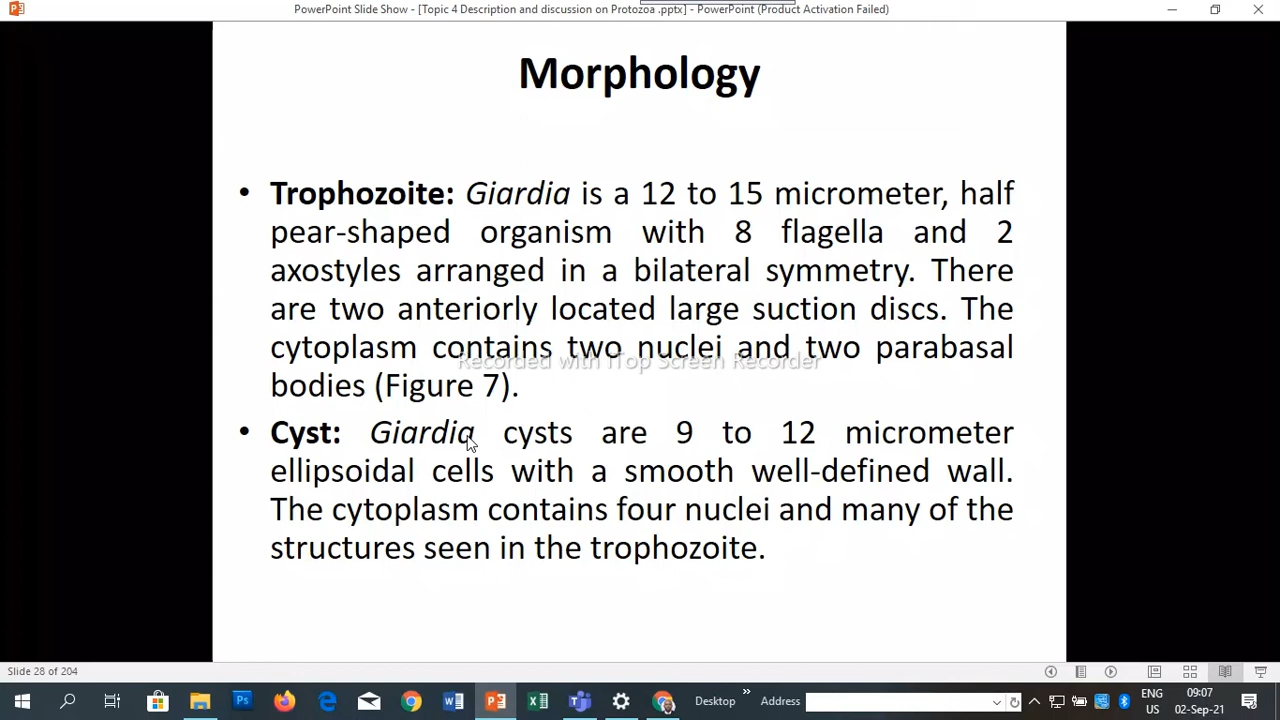 PowerPoint Slide Show - [Topic 4 Description and discussion on Protozoa .pptx] - PowerPoint (Product Activation Failed)
Morphology
• Trophozoite: Giardia is a 12 to 15 micrometer, half
pear-shaped organism with 8 flagella and 2
axostyles arranged in a bilateral symmetry. There
are two anteriorly located large suction discs. The
cytoplasm contains two nuclei and two parabasal
Recorded with iTop Screen Recorder
bodies (Figure 7).
• Cyst: Giardia cysts are 9 to 12 micrometer
ellipsoidal cells with a smooth well-defined wall.
The cytoplasm contains four nuclei and many of the
structures seen in the trophozoite.
Slide 28 of 204
Desktop » Address ENG 09:07
US 02-Sep-21